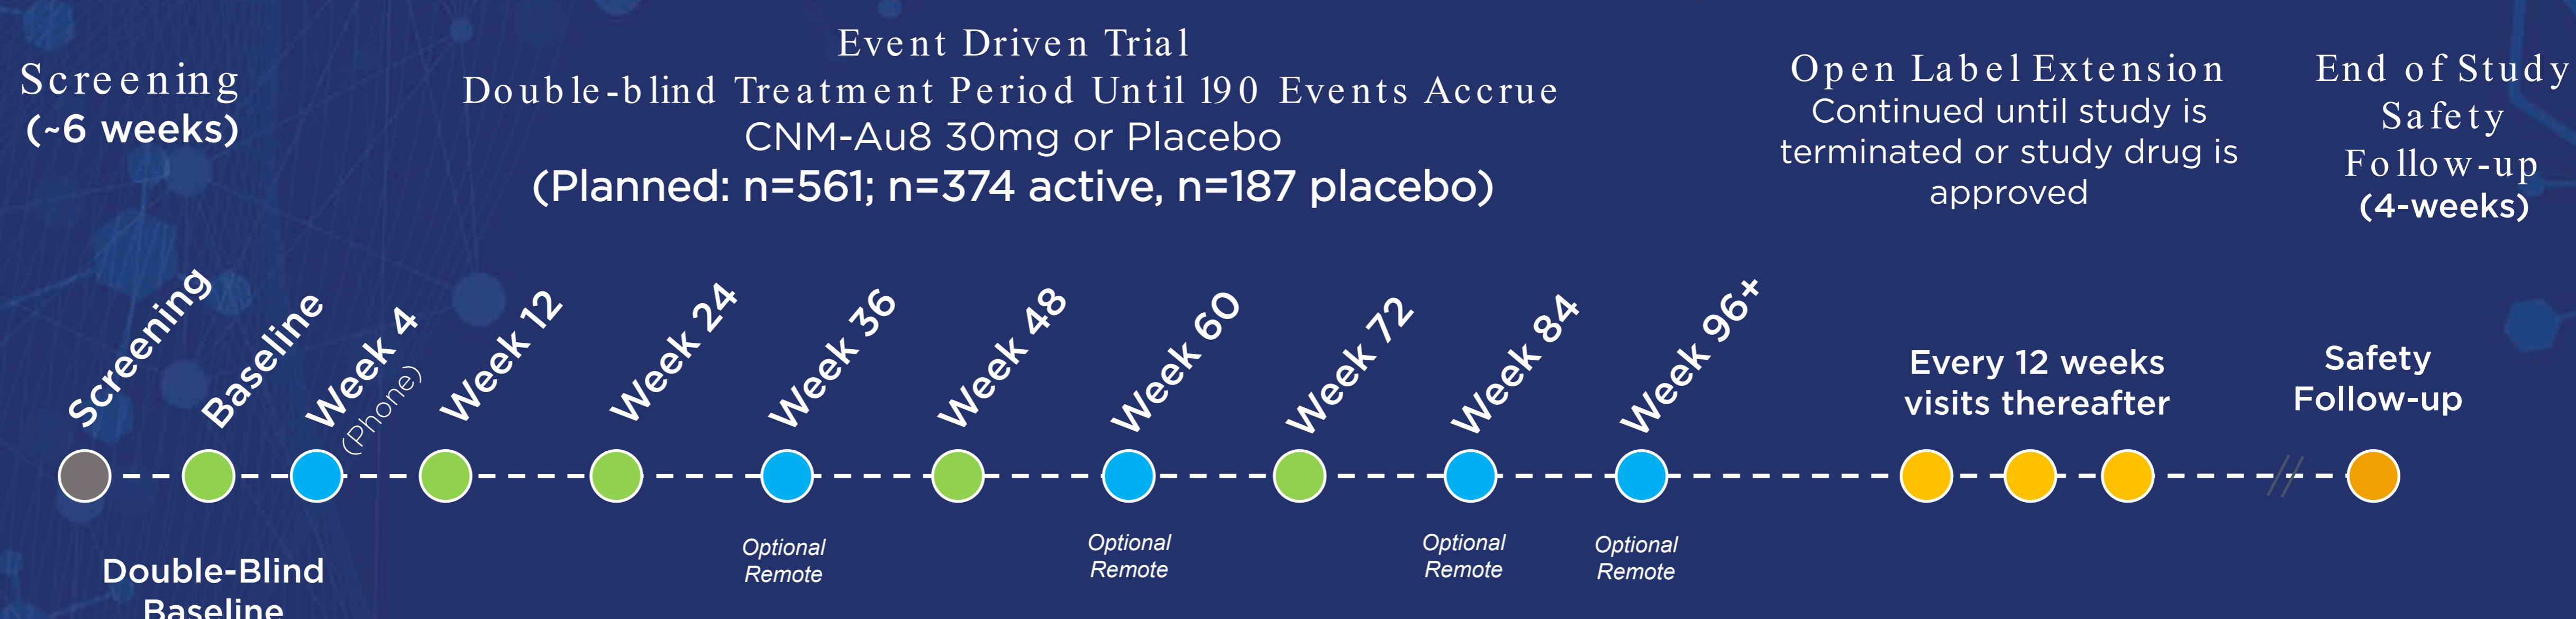 Screening
(~6 weeks)
Event Driven Trial
Double-blind Treatment Period Until 190 Events Accrue
CNM-Au8 30mg or Placebo
(Planned: n=561; n=374 active, n=187 placebo)
Open Label Extension
Continued until study is
terminated or study drug is
approved
End of Study
Safety
Follow-up
(4-weeks)
Screening
Baseline
Week 4
(Phone)
Week 12
Week 24
Week 36
Week 48
Week 60
Week 72
Week 84
Week 96+
Every 12 weeks
visits thereafter
Safety
Follow-up
Optional
Remote
Optional
Remote
Optional
Remote
Optional
Remote
Double-Blind
Baseline